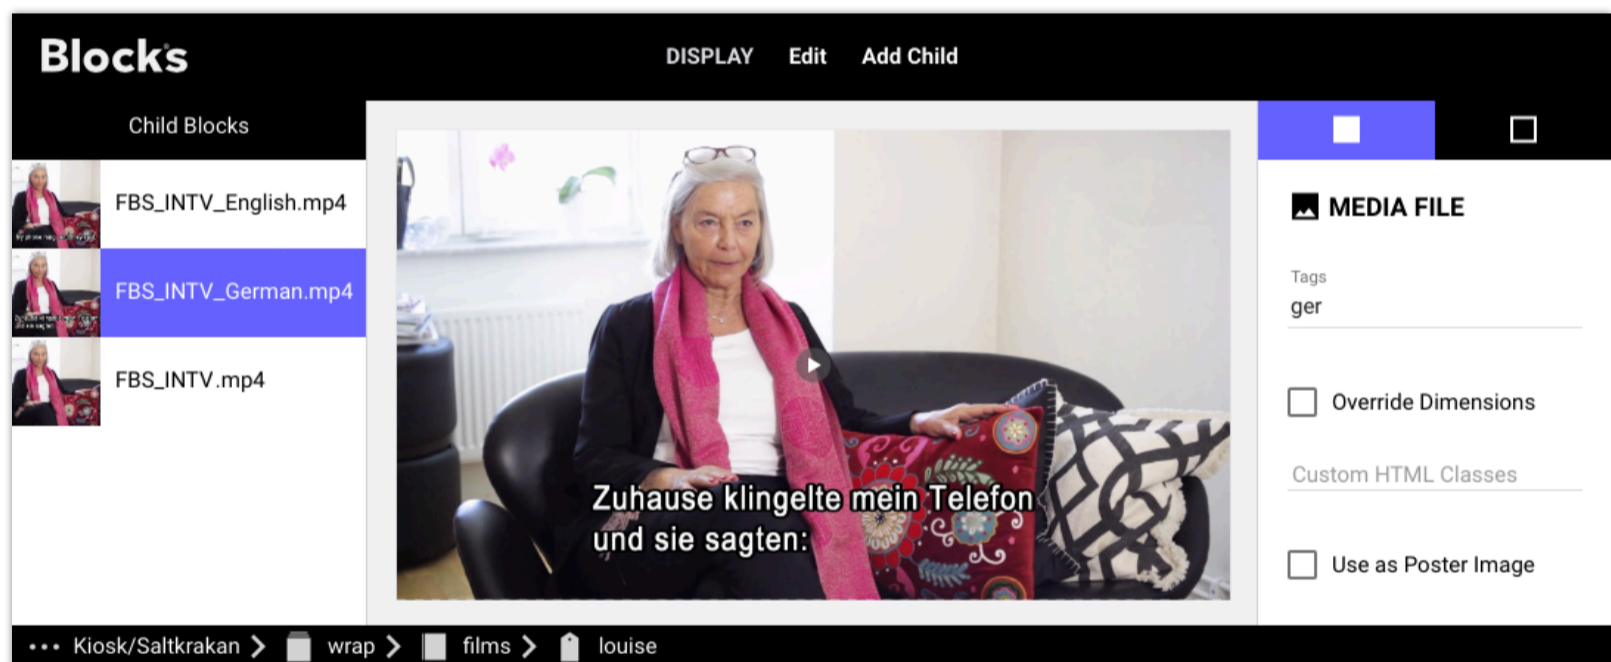 Blocks
DISPLAY Edit Add Child
Child Blocks
FBS_INTV_English.mp4
FBS_INTV_German.mp4
FBS_INTV.mp4
Zuhause klingelte mein Telefon
und sie sagten:
MEDIA FILE
Tags
ger
Override Dimensions
Custom HTML Classes
Use as Poster Image
... Kiosk/Saltkrakan wrap films louise